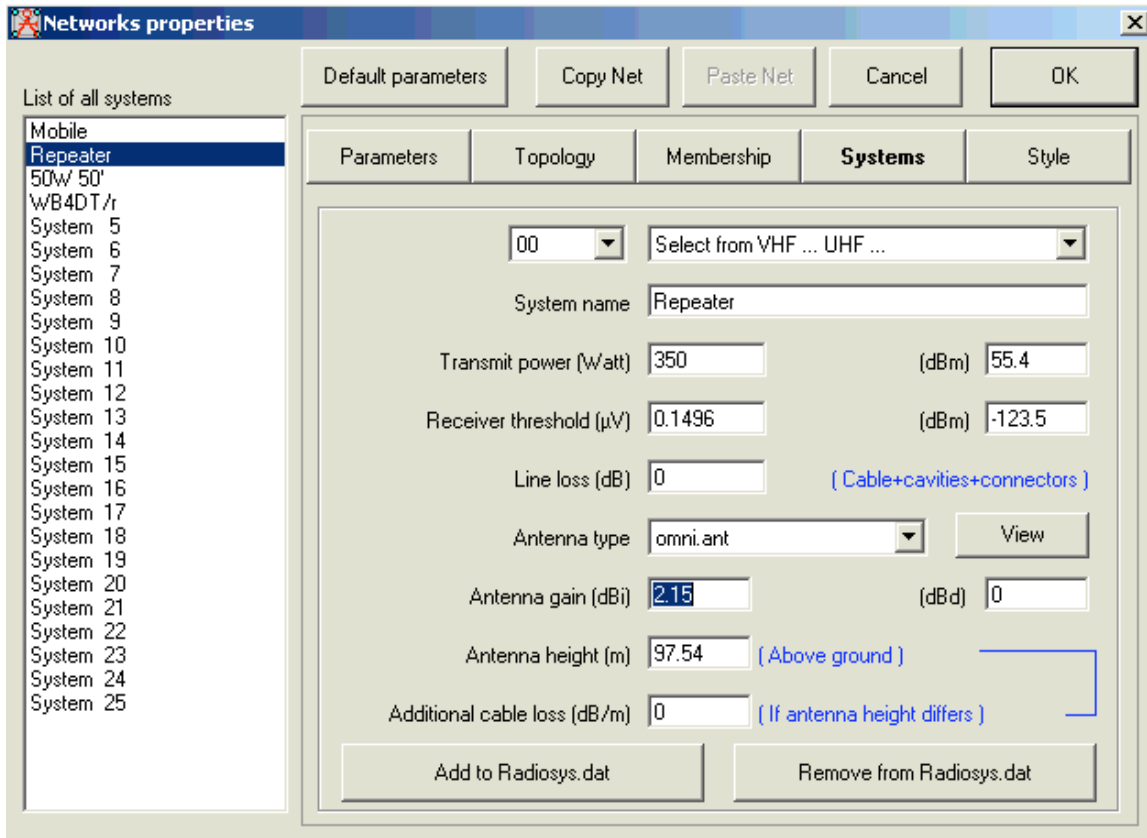 Networks properties
Default parameters Copy Net Paste Net Cancel OK
List of all systems
Mobile
Repeater
50W 50'
WB4DT/r
System 5
System 6
System 7
System 8
System 9
System 10
System 11
System 12
System 13
System 14
System 15
System 16
System 17
System 18
System 19
System 20
System 21
System 22
System 23
System 24
System 25
Parameters Topology Membership Systems Style
00 Select from VHF ... UHF ...
System name Repeater
Transmit power (Watt) 350 (dBm) 55.4
Receiver threshold (µV) 0.1496 (dBm) -123.5
Line loss (dB) 0 ( Cable+cavities+connectors )
Antenna type omni.ant View
Antenna gain (dBi) 2.15 (dBd) 0
Antenna height (m) 97.54 ( Above ground )
Additional cable loss (dB/m) 0 ( If antenna height differs )
Add to Radiosys.dat Remove from Radiosys.dat